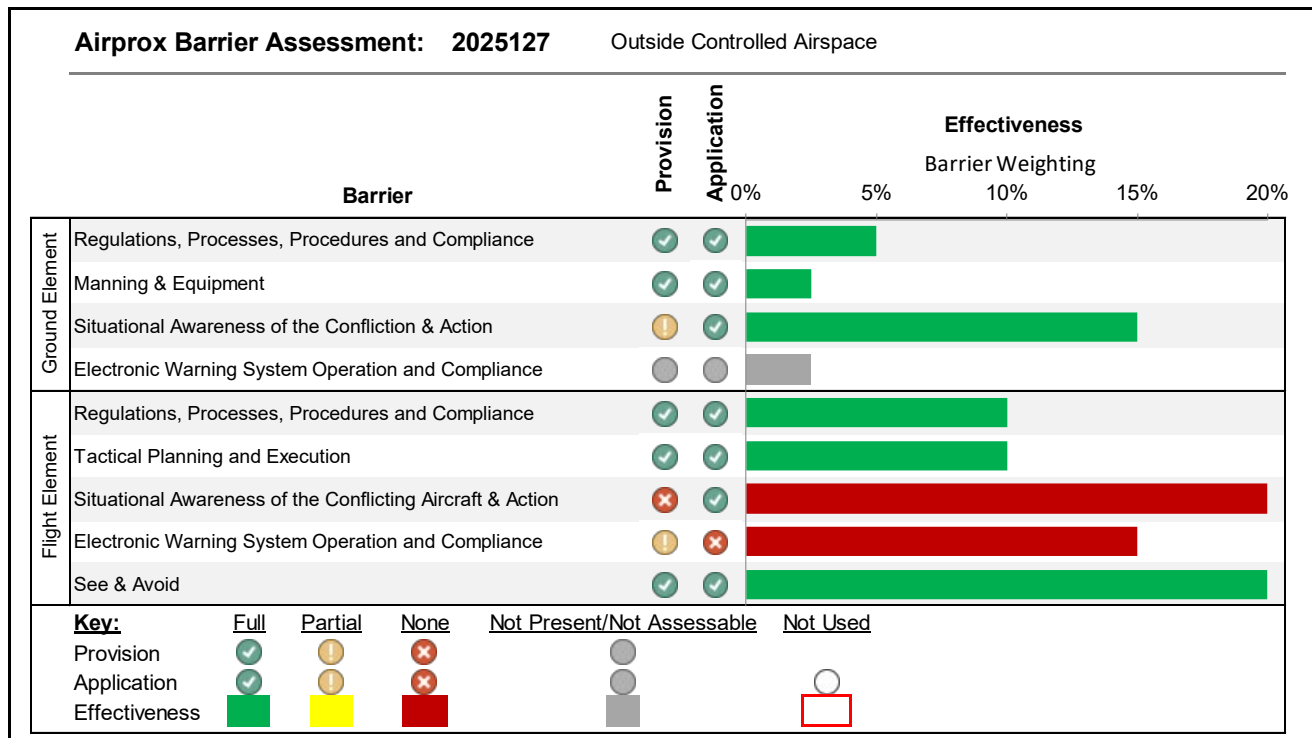 Airprox Barrier Assessment: 2025127 Outside Controlled Airspace
Provision
Application
Effectiveness
Barrier Weighting
Barrier
0% 5% 10% 15% 20%
Ground Element
Regulations, Processes, Procedures and Compliance
Manning & Equipment
Situational Awareness of the Confliction & Action
Electronic Warning System Operation and Compliance
Flight Element
Regulations, Processes, Procedures and Compliance
Tactical Planning and Execution
Situational Awareness of the Conflicting Aircraft & Action
Electronic Warning System Operation and Compliance
See & Avoid
Key: Full Partial None Not Present/Not Assessable Not Used
Provision
Application
Effectiveness